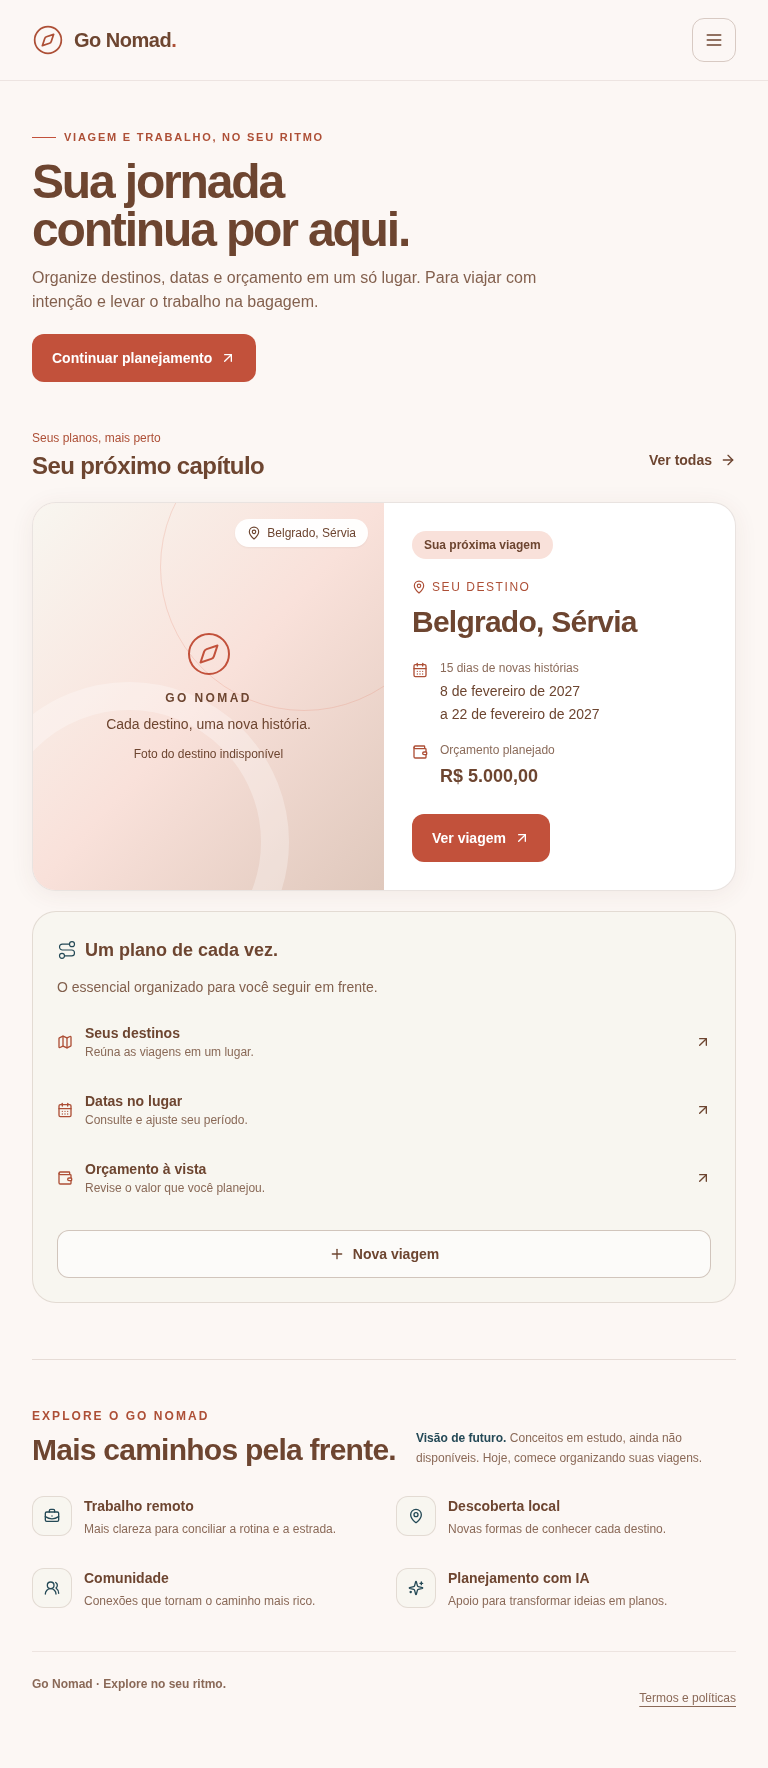 Go Nomad.
VIAGEM E TRABALHO, NO SEU RITMO
Sua jornada
continua por aqui.
Organize destinos, datas e orçamento em um só lugar. Para viajar com
intenção e levar o trabalho na bagagem.
Continuar planejamento
Seus planos, mais perto
Seu próximo capítulo
Ver todas
Belgrado, Sérvia
GO NOMAD
Cada destino, uma nova história.
Foto do destino indisponível
Sua próxima viagem
SEU DESTINO
Belgrado, Sérvia
15 dias de novas histórias
8 de fevereiro de 2027
a 22 de fevereiro de 2027
Orçamento planejado
R$ 5.000,00
Ver viagem
Um plano de cada vez.
O essencial organizado para você seguir em frente.
Seus destinos
Reúna as viagens em um lugar.
Datas no lugar
Consulte e ajuste seu período.
Orçamento à vista
Revise o valor que você planejou.
Nova viagem
EXPLORE O GO NOMAD
Mais caminhos pela frente.
Visão de futuro. Conceitos em estudo, ainda não
disponíveis. Hoje, comece organizando suas viagens.
Trabalho remoto
Mais clareza para conciliar a rotina e a estrada.
Descoberta local
Novas formas de conhecer cada destino.
Comunidade
Conexões que tornam o caminho mais rico.
Planejamento com IA
Apoio para transformar ideias em planos.
Go Nomad · Explore no seu ritmo.
Termos e políticas